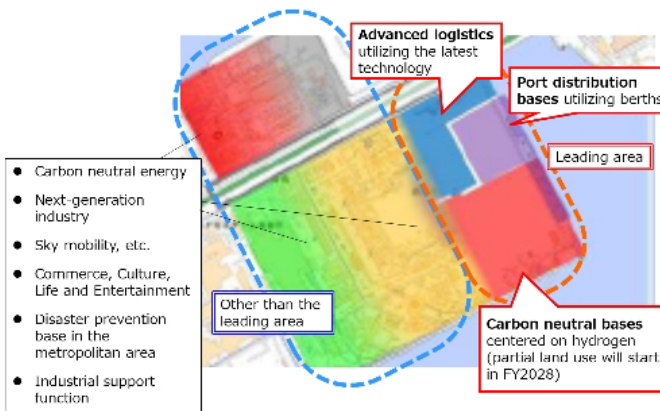 Advanced logistics
utilizing the latest
technology
Port distribution
bases utilizing berths
Leading area
● Carbon neutral energy
● Next-generation
industry
● Sky mobility, etc.
● Commerce, Culture,
Life and Entertainment
● Disaster prevention
base in the
metropolitan area
● Industrial support
function
Other than the
leading area
Carbon neutral bases
centered on hydrogen
(partial land use will start
in FY2028)